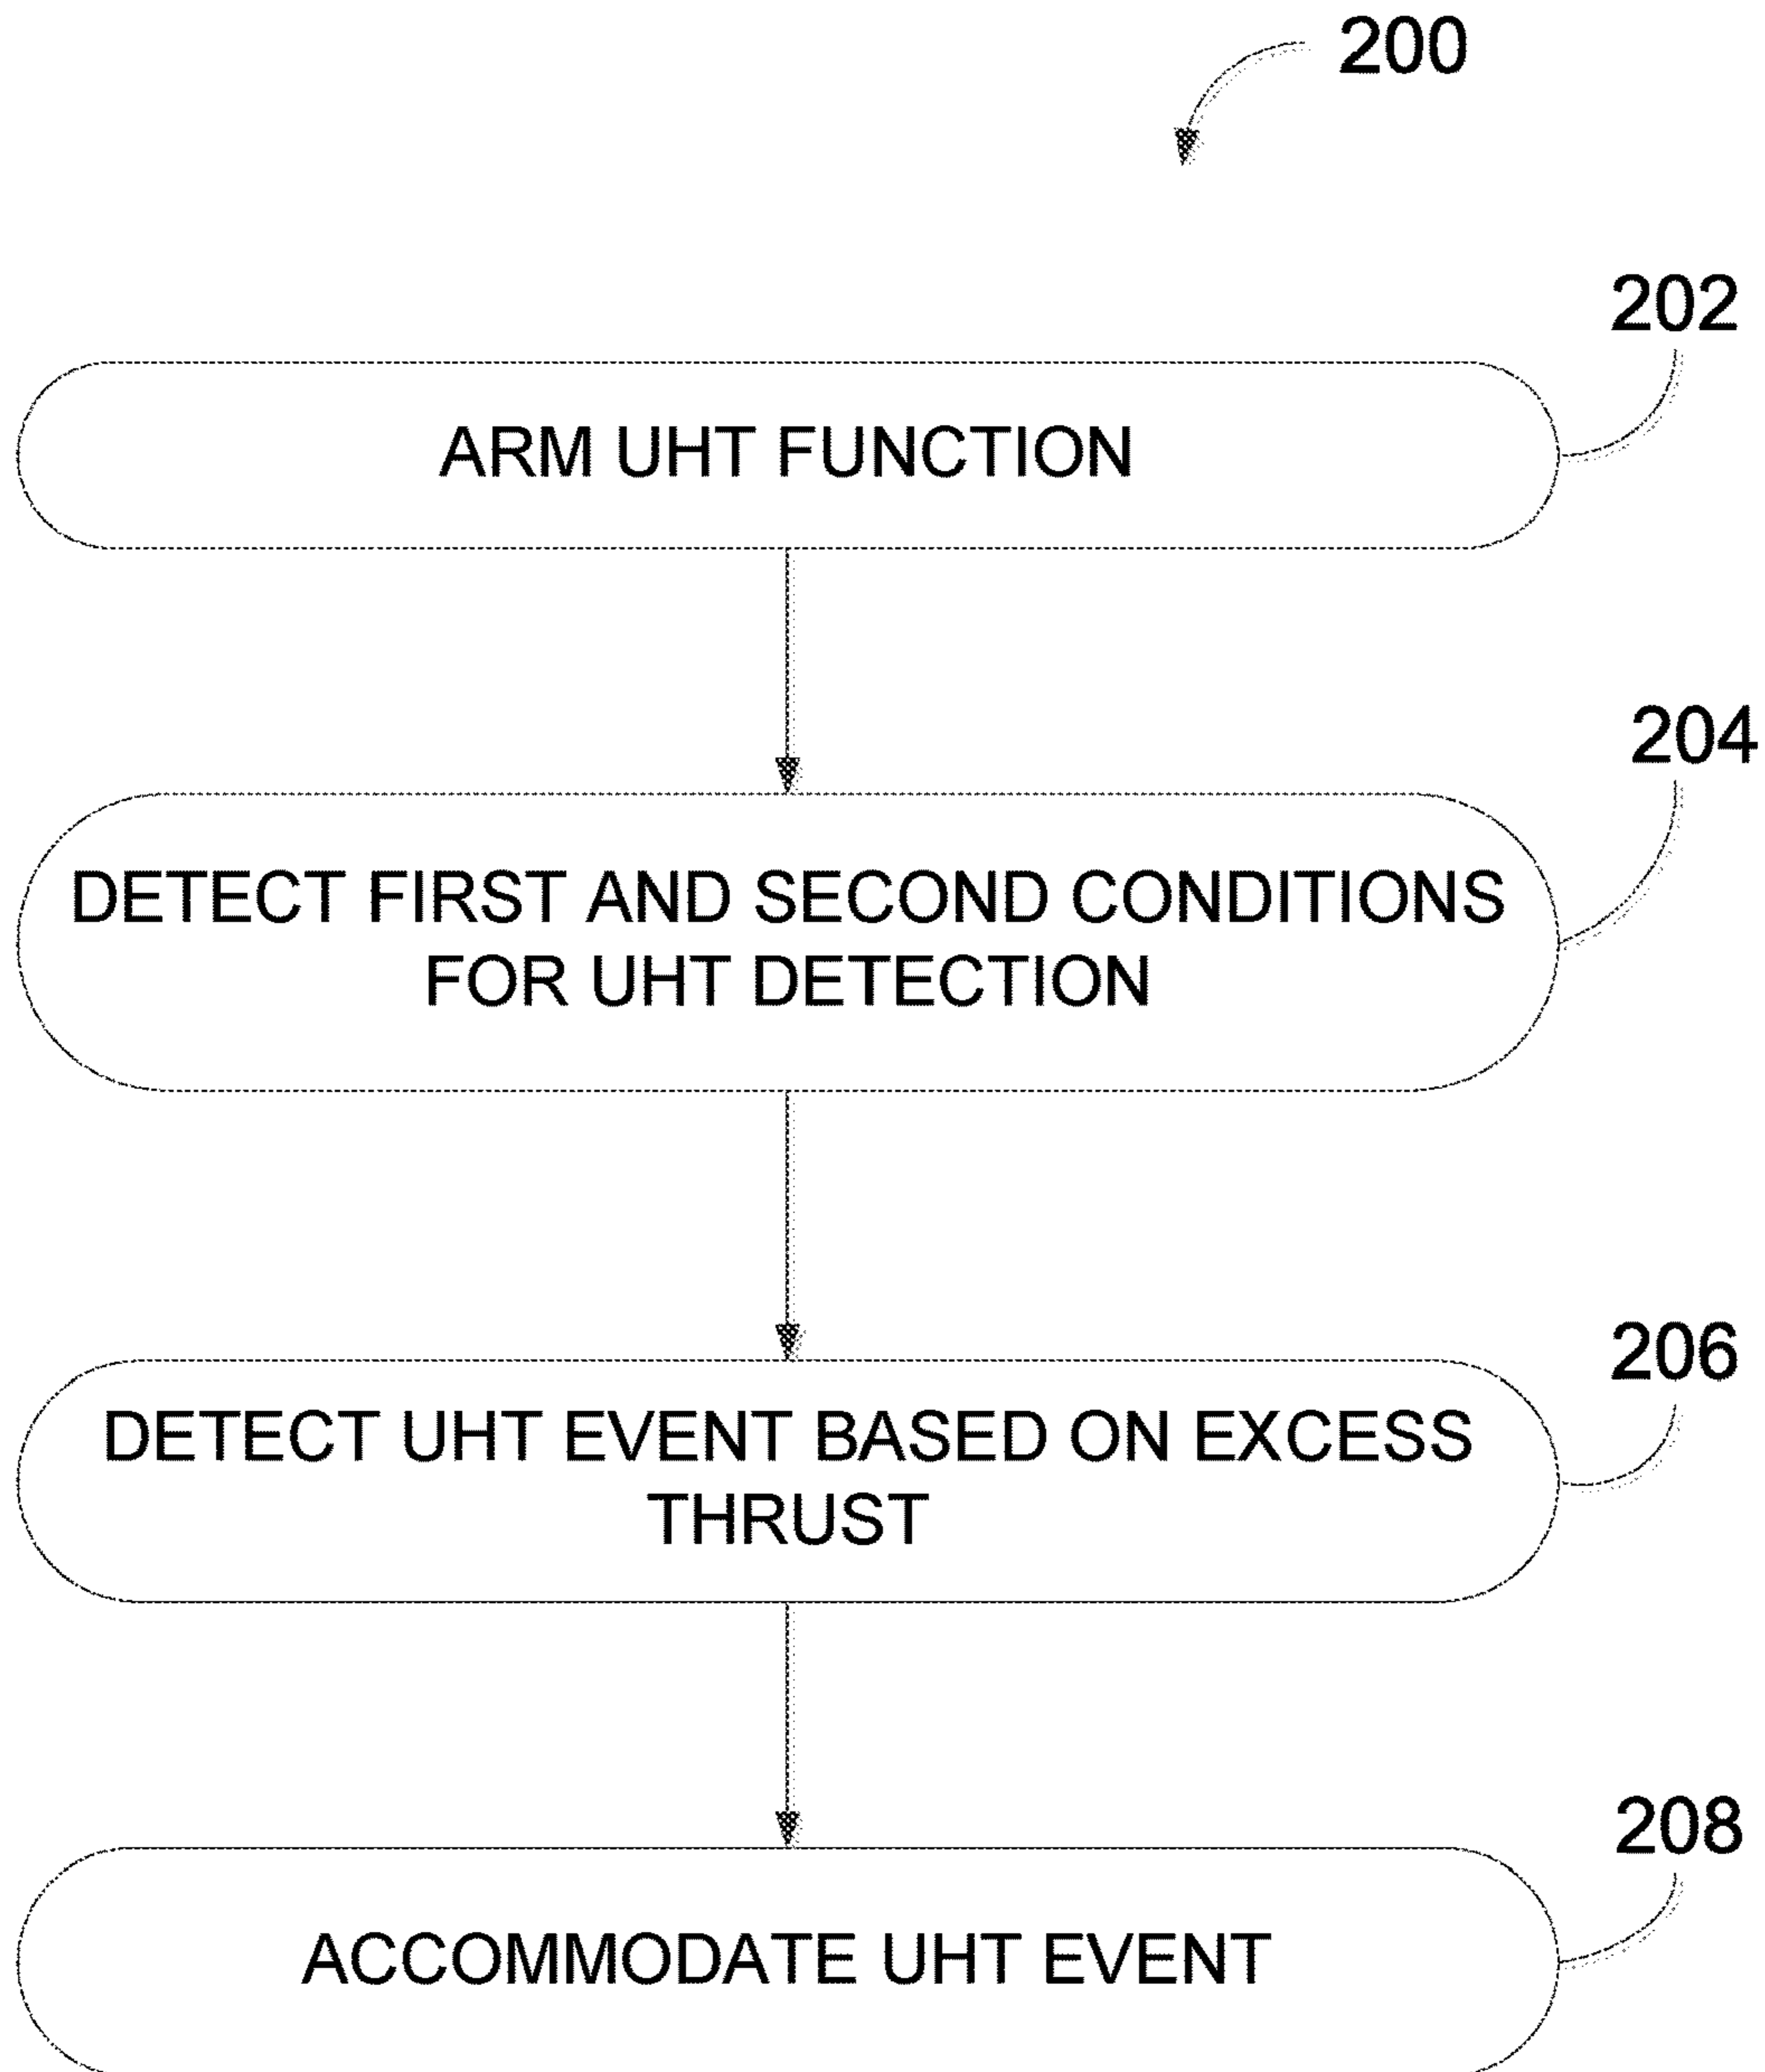 200
202
ARM UHT FUNCTION
204
DETECT FIRST AND SECOND CONDITIONS
FOR UHT DETECTION
206
DETECT UHT EVENT BASED ON EXCESS
THRUST
208
ACCOMMODATE UHT EVENT